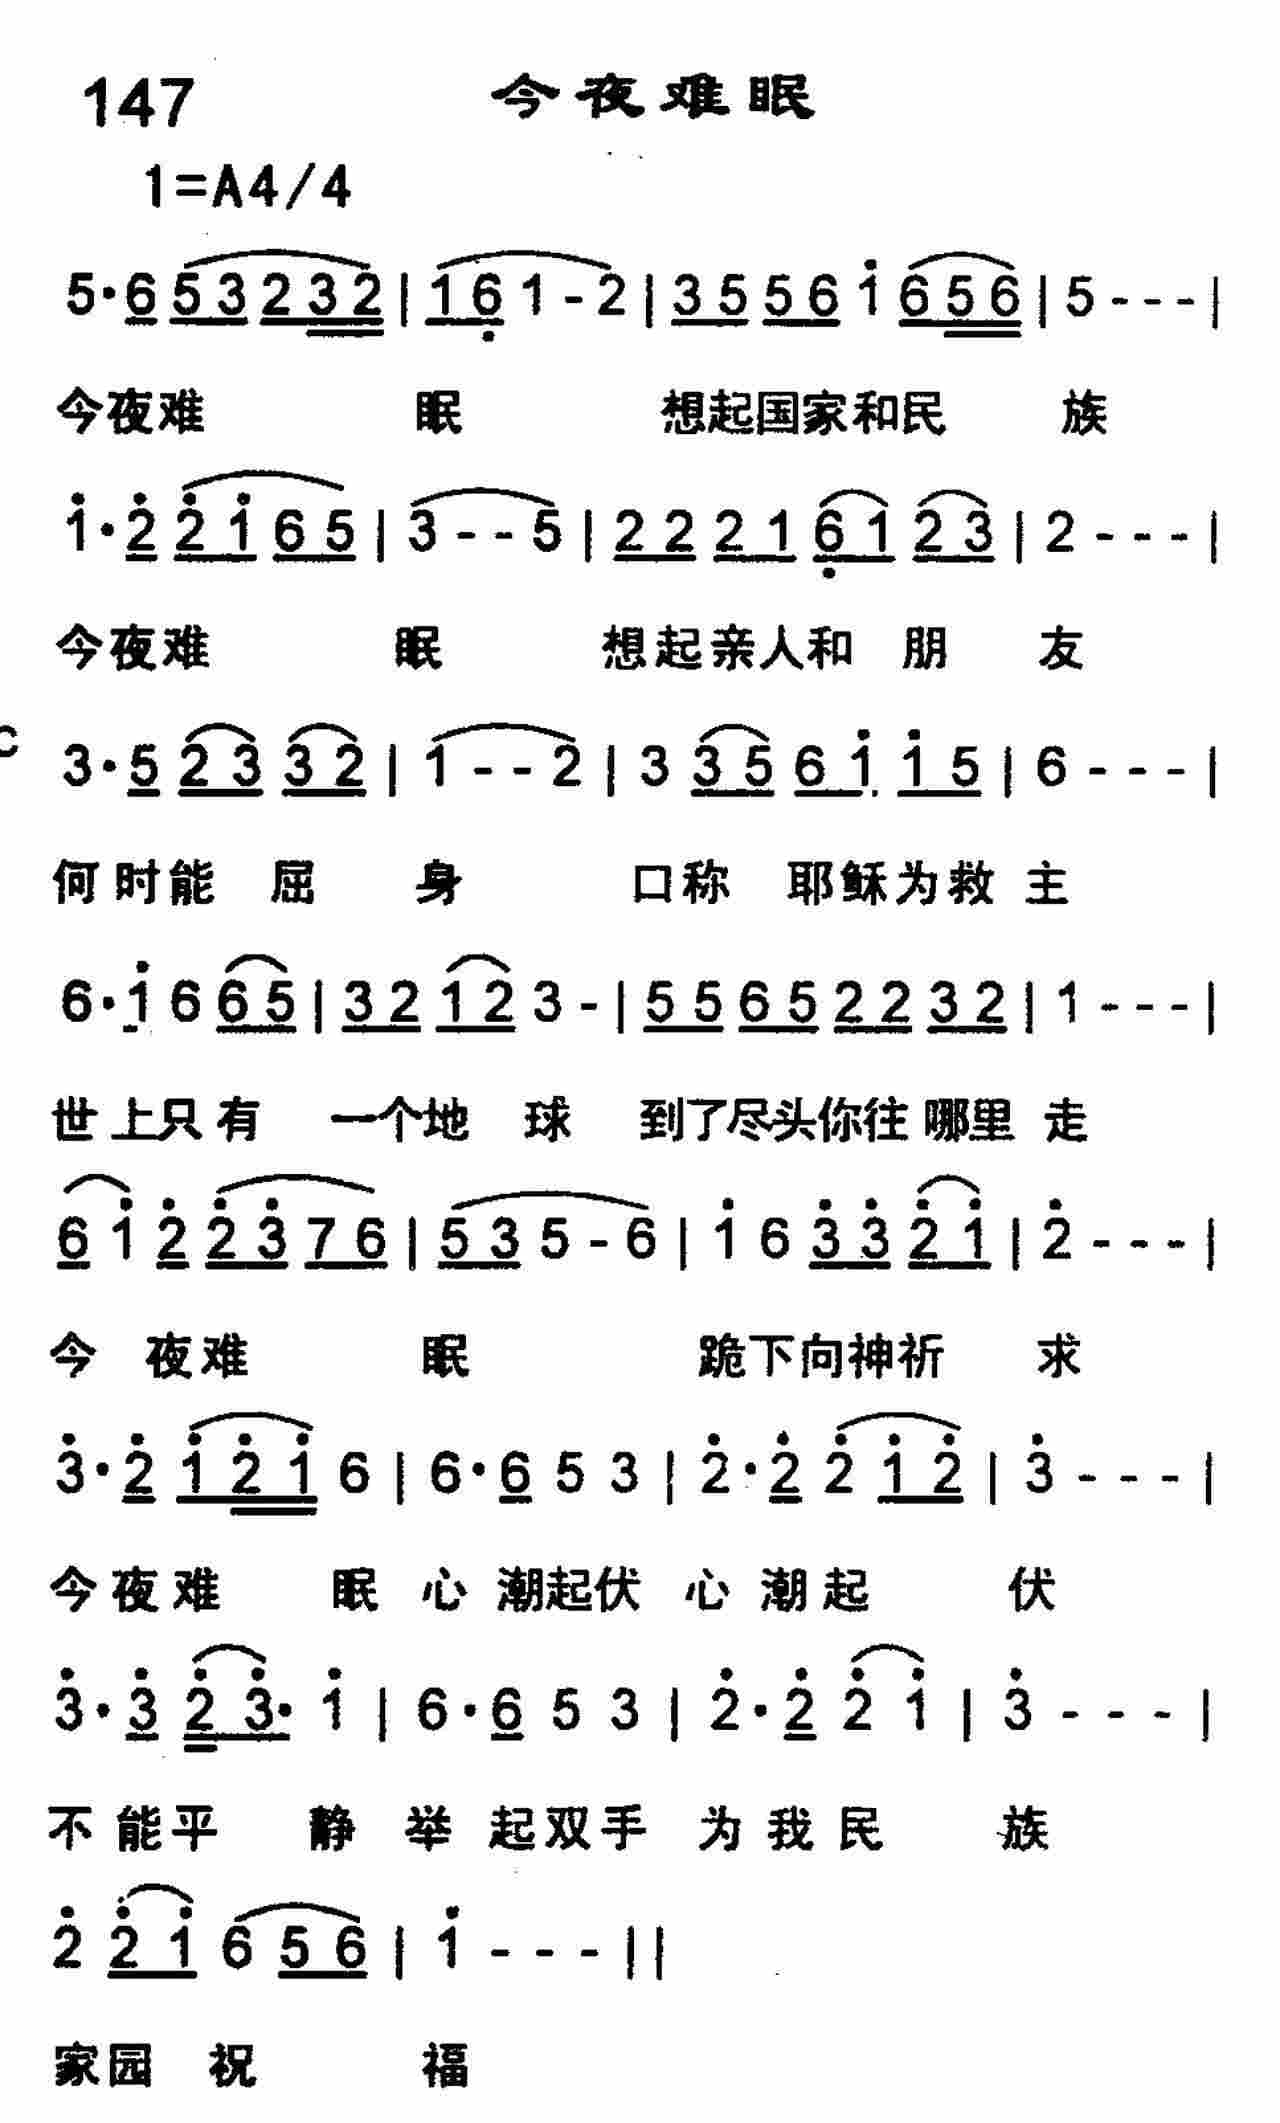 147 今夜难眠
1=A4/4
5·6 5 3 2 3 2 | 1 6 1 - 2 | 3 5 5 6 1 6 5 6 | 5 - - - |
今夜难 眠 想起国家和民 族
1·2 2 1 6 5 | 3 - - 5 | 2 2 2 1 6 1 2 3 | 2 - - - |
今夜难 眠 想起亲人和 朋 友
3·5 2 3 3 2 | 1 - - 2 | 3 3 5 6 1 1 5 | 6 - - - |
何时能 屈 身 口称 耶稣为救 主
6·1 6 6 5 | 3 2 1 2 3 - | 5 5 6 5 2 2 3 2 | 1 - - - |
世上只有 一个地 球 到了尽头你往哪里 走
6 1 2 2 3 7 6 | 5 3 5 - 6 | 1 6 3 3 2 1 | 2 - - - |
今 夜难 眠 跪下向神祈 求
3·2 1 2 1 6 | 6·6 5 3 | 2·2 2 1 2 | 3 - - - |
今夜难 眠 心 潮起伏 心 潮起 伏
3·3 2 3· 1 | 6·6 5 3 | 2·2 2 1 | 3 - - - |
不能平 静 举 起双手 为我民 族
2 2 1 6 5 6 | 1 - - - ||
家园 祝 福